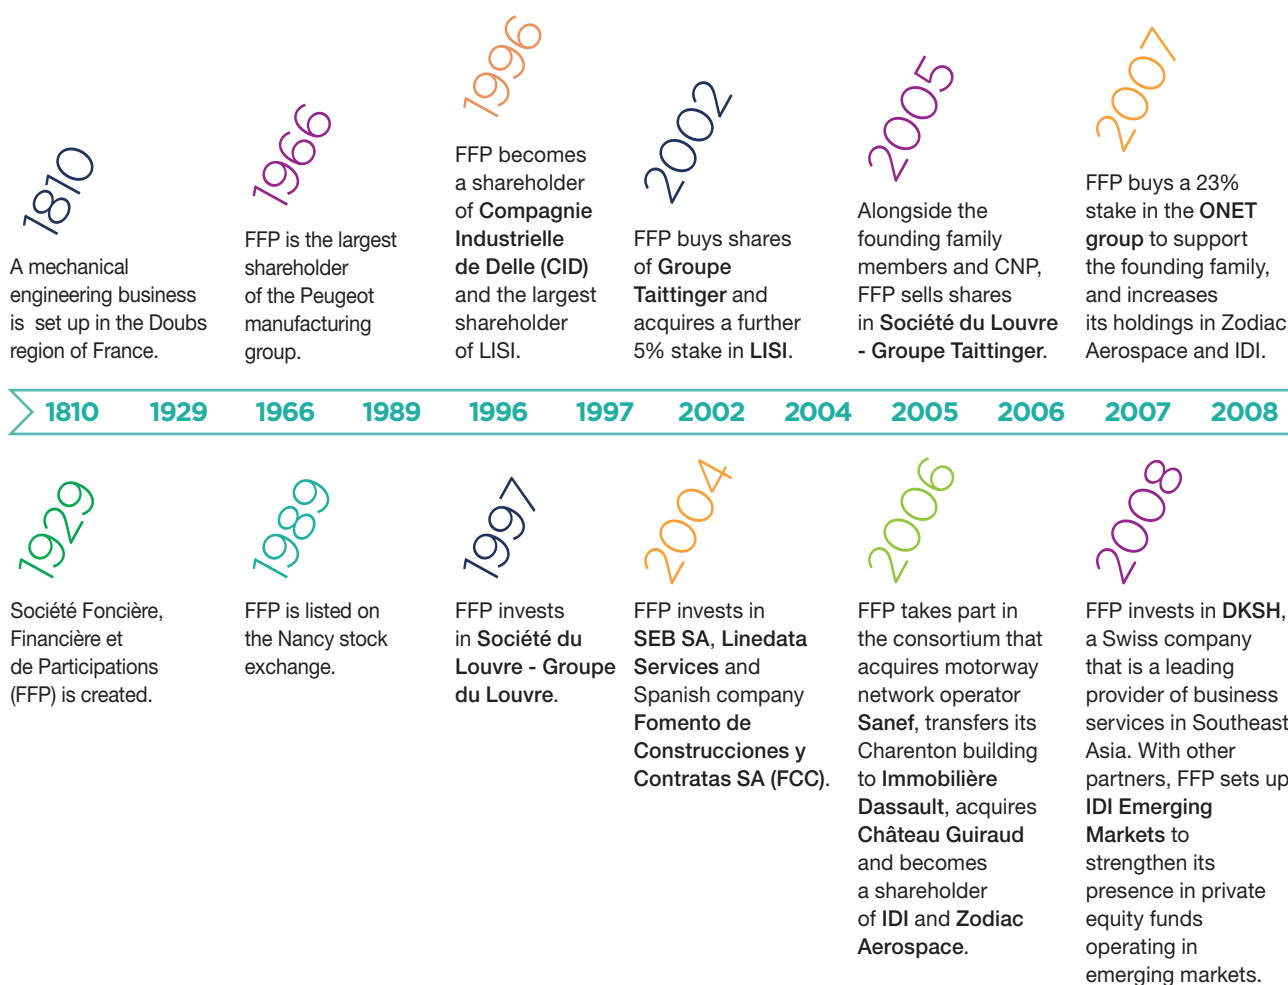 1810
A mechanical
engineering business
is set up in the Doubs
region of France.
1966
FFP is the largest
shareholder
of the Peugeot
manufacturing
group.
1996
FFP becomes
a shareholder
of Compagnie
Industrielle
de Delle (CID)
and the largest
shareholder
of LISI.
2002
FFP buys shares
of Groupe
Taittinger and
acquires a further
5% stake in LISI.
2005
Alongside the
founding family
members and CNP,
FFP sells shares
in Société du Louvre
- Groupe Taittinger.
2007
FFP buys a 23%
stake in the ONET
group to support
the founding family,
and increases
its holdings in Zodiac
Aerospace and IDI.
1810 1929 1966 1989 1996 1997 2002 2004 2005 2006 2007 2008
1929
Société Foncière,
Financière et
de Participations
(FFP) is created.
1989
FFP is listed on
the Nancy stock
exchange.
1997
FFP invests
in Société du
Louvre - Groupe
du Louvre.
2004
FFP invests in
SEB SA, Linedata
Services and
Spanish company
Fomento de
Construcciones y
Contratas SA (FCC).
2006
FFP takes part in
the consortium that
acquires motorway
network operator
Sanef, transfers its
Charenton building
to Immobilière
Dassault, acquires
Château Guiraud
and becomes
a shareholder
of IDI and Zodiac
Aerospace.
2008
FFP invests in DKSH,
a Swiss company
that is a leading
provider of business
services in Southeast
Asia. With other
partners, FFP sets up
IDI Emerging
Markets to
strengthen its
presence in private
equity funds
operating in
emerging markets.